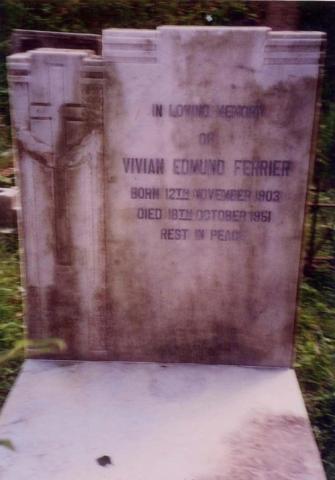 IN LOVING MEMORY
OF
VIVIAN EDMUND FERRIER
BORN 12TH NOVEMBER 1903
DIED 18TH OCTOBER 1951
REST IN PEACE